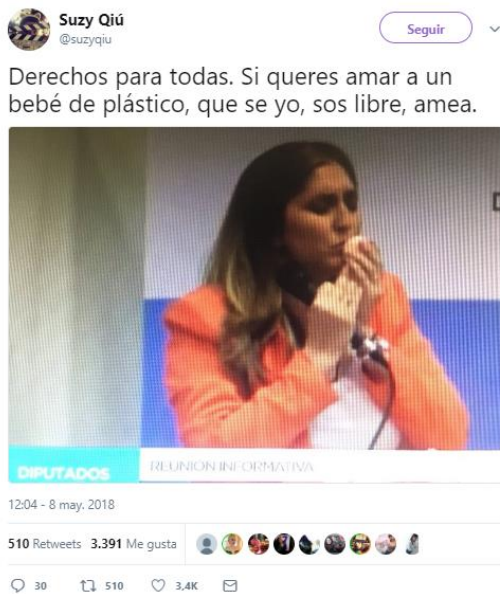 Suzy Qiú
@suzyqiu
Seguir
Derechos para todas. Si queres amar a un
bebé de plástico, que se yo, sos libre, amea.
D
DIPUTADOS
REUNION INFORMATIVA
12:04 - 8 may. 2018
510 Retweets 3.391 Me gusta
30 510 3,4K